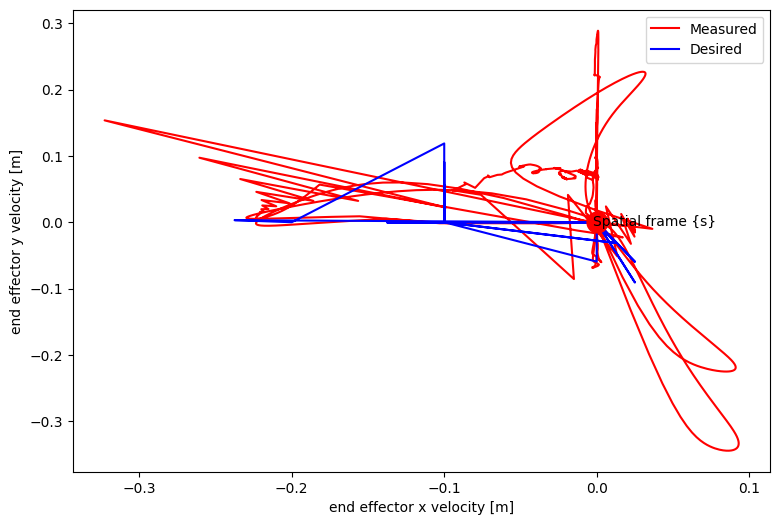 0.3
0.2
0.1
0.0
−0.1
−0.2
−0.3
end effector y velocity [m]
Measured
Desired
Spatial frame {s}
−0.3
−0.2
−0.1
0.0
0.1
end effector x velocity [m]